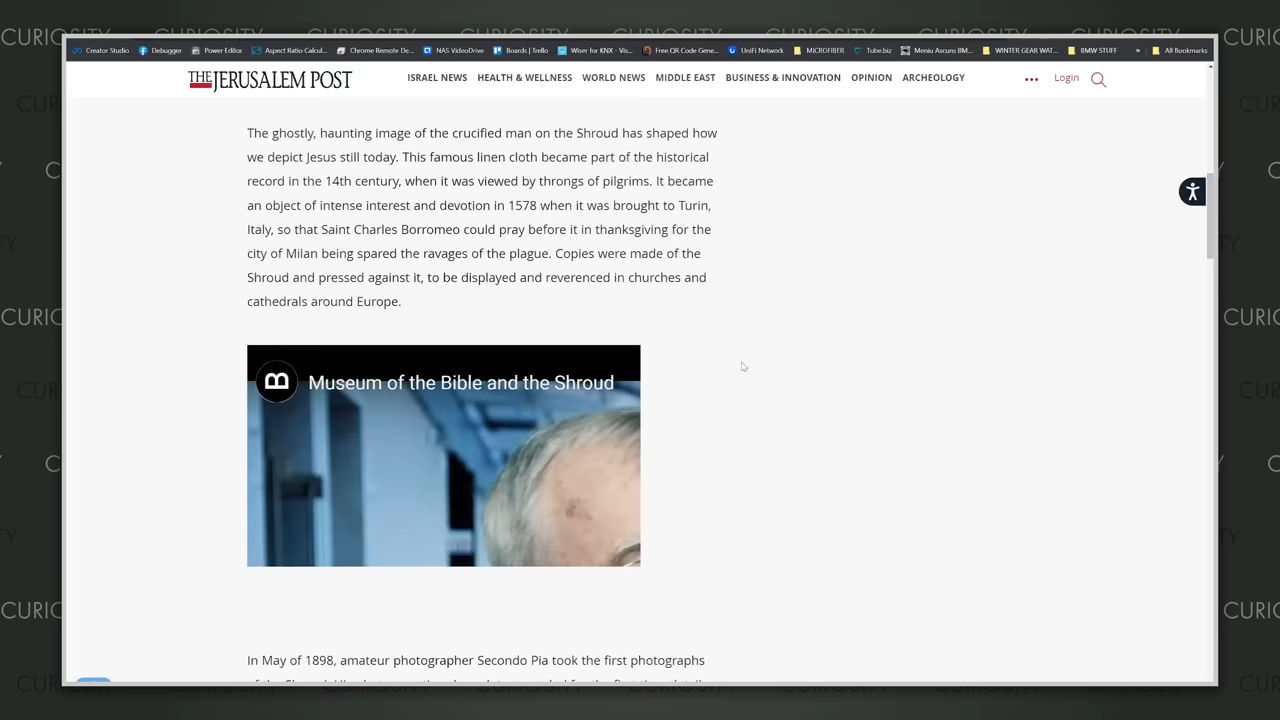 CURIOSITY CURIOSITY CURIOSITY CURIOSITY
Creator Studio Debugger Power Editor Aspect Ratio Calcul... Chrome Remote De... NAS VideoDrive Boards | Trello Wiser for KNX - Vis... Free QR Code Gene... UniFi Network MICROFIBER Tube.biz Meniu Ascuns BM... WINTER GEAR WAT... BMW STUFF » All Bookmarks
THE JERUSALEM POST ISRAEL NEWS HEALTH & WELLNESS WORLD NEWS MIDDLE EAST BUSINESS & INNOVATION OPINION ARCHEOLOGY ••• Login
The ghostly, haunting image of the crucified man on the Shroud has shaped how
we depict Jesus still today. This famous linen cloth became part of the historical
record in the 14th century, when it was viewed by throngs of pilgrims. It became
an object of intense interest and devotion in 1578 when it was brought to Turin,
Italy, so that Saint Charles Borromeo could pray before it in thanksgiving for the
city of Milan being spared the ravages of the plague. Copies were made of the
Shroud and pressed against it, to be displayed and reverenced in churches and
cathedrals around Europe.
B Museum of the Bible and the Shroud
In May of 1898, amateur photographer Secondo Pia took the first photographs